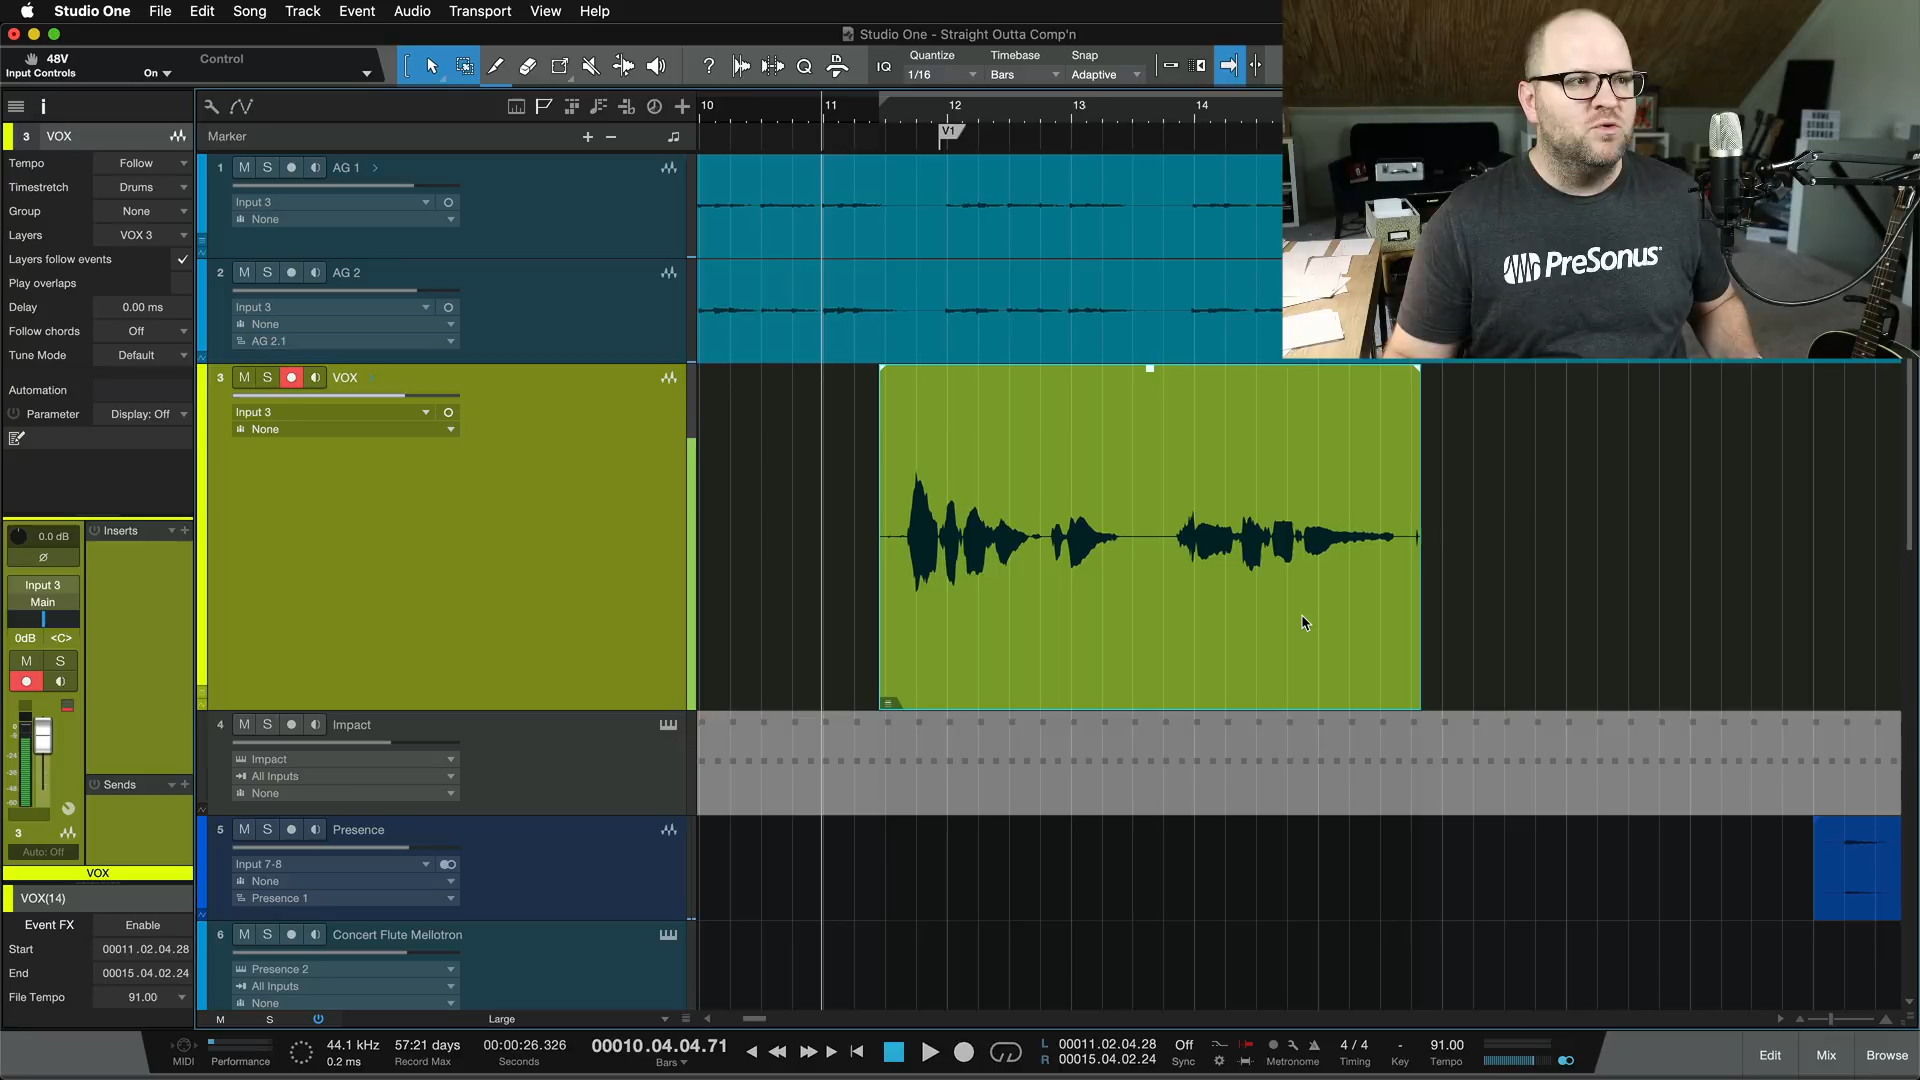 Studio One File Edit Song Track Event Audio Transport View Help
Studio One - Straight Outta Comp'n
48V
Input Controls
On
Control
?
IQ
Quantize
1/16
Timebase
Bars
Snap
Adaptive
i
10
11
12
13
14
3 VOX
Marker
V1
Tempo Follow
Timestretch Drums
Group None
Layers VOX 3
Layers follow events
Play overlaps
Delay 0.00 ms
Follow chords Off
Tune Mode Default
Automation
Parameter Display: Off
1 M S AG 1
Input 3
None
2 M S AG 2
Input 3
None
AG 2.1
PreSonus
3 M S VOX
Input 3
None
0.0 dB
Inserts
Input 3
Main
0dB <C>
M S
Sends
3
Auto: Off
VOX
4 M S Impact
Impact
All Inputs
None
5 M S Presence
Input 7-8
None
Presence 1
6 M S Concert Flute Mellotron
Presence 2
All Inputs
None
VOX(14)
Event FX Enable
Start 00011.02.04.28
End 00015.04.02.24
File Tempo 91.00
M S Large
MIDI
Performance
44.1 kHz
0.2 ms
57:21 days
Record Max
00:00:26.326
Seconds
00010.04.04.71
Bars
L 00011.02.04.28
R 00015.04.02.24
Off
Sync
Metronome
4 / 4
Timing
-
Key
91.00
Tempo
Edit Mix Browse